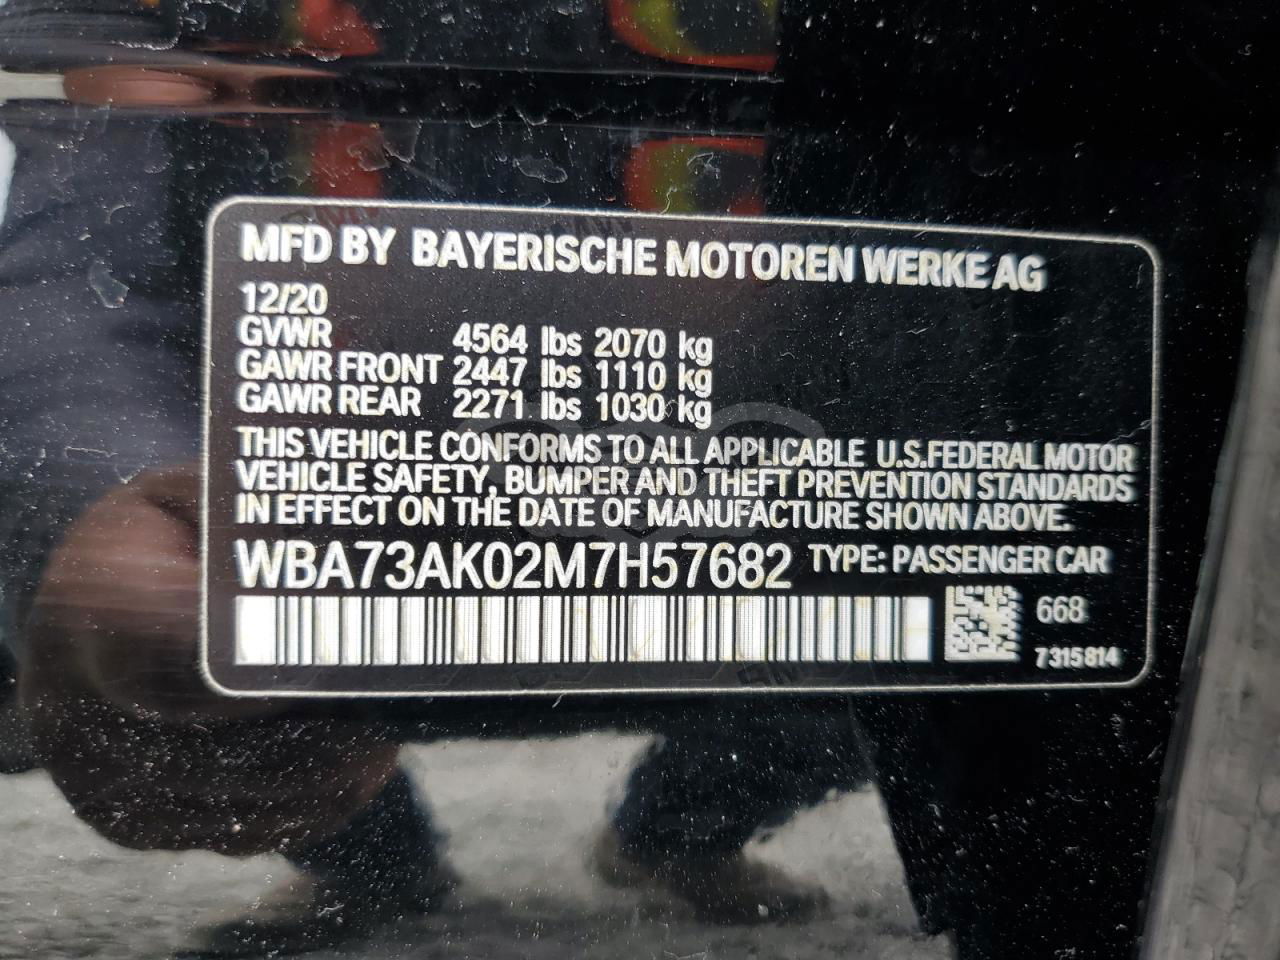 MFD BY BAYERISCHE MOTOREN WERKE AG
12/20
GVWR 4564 lbs 2070 kg
GAWR FRONT 2447 lbs 1110 kg
GAWR REAR 2271 lbs 1030 kg
THIS VEHICLE CONFORMS TO ALL APPLICABLE U.S.FEDERAL MOTOR
VEHICLE SAFETY, BUMPER AND THEFT PREVENTION STANDARDS
IN EFFECT ON THE DATE OF MANUFACTURE SHOWN ABOVE.
WBA73AK02M7H57682 TYPE: PASSENGER CAR
668
7315814